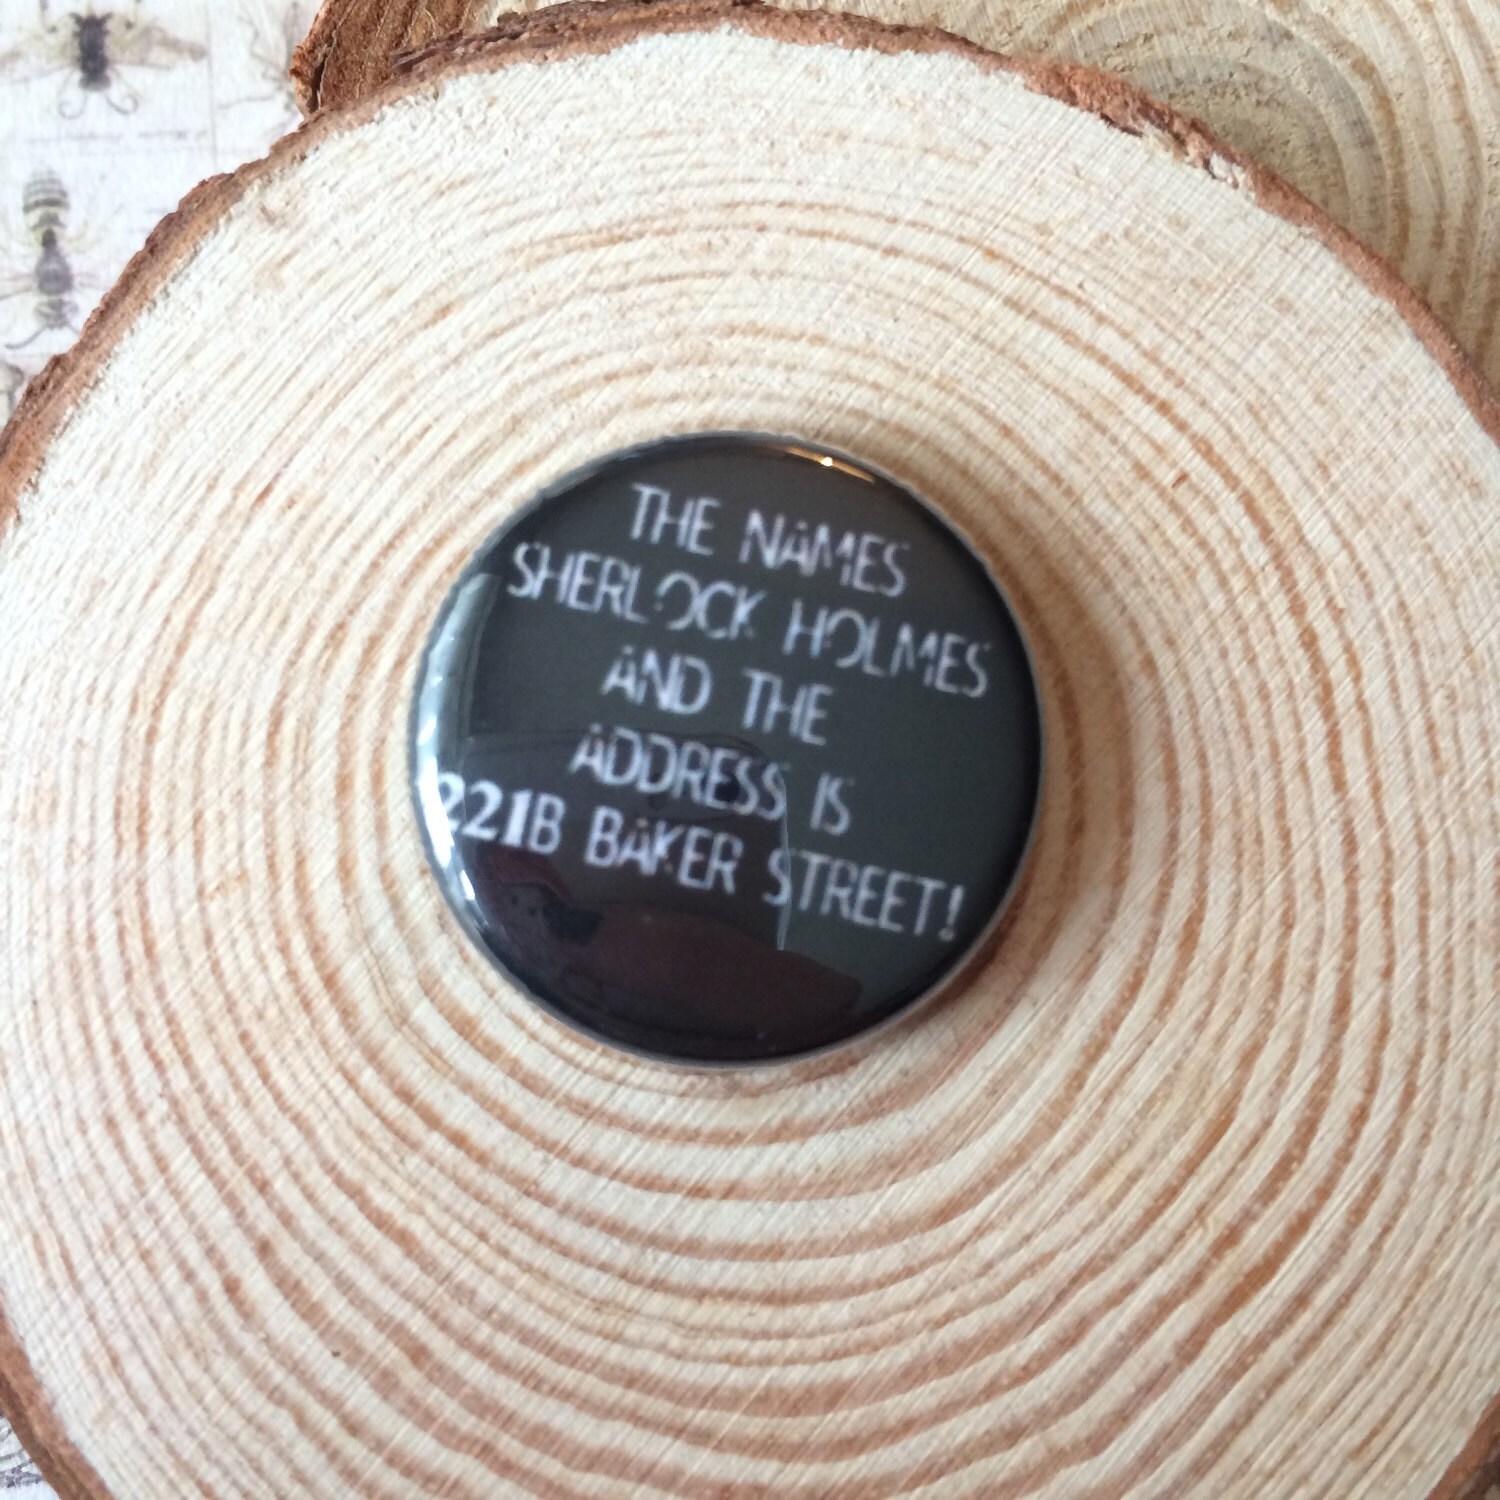 THE NAMES
SHERLOCK HOLMES
AND THE
ADDRESS IS
221B BAKER STREET!